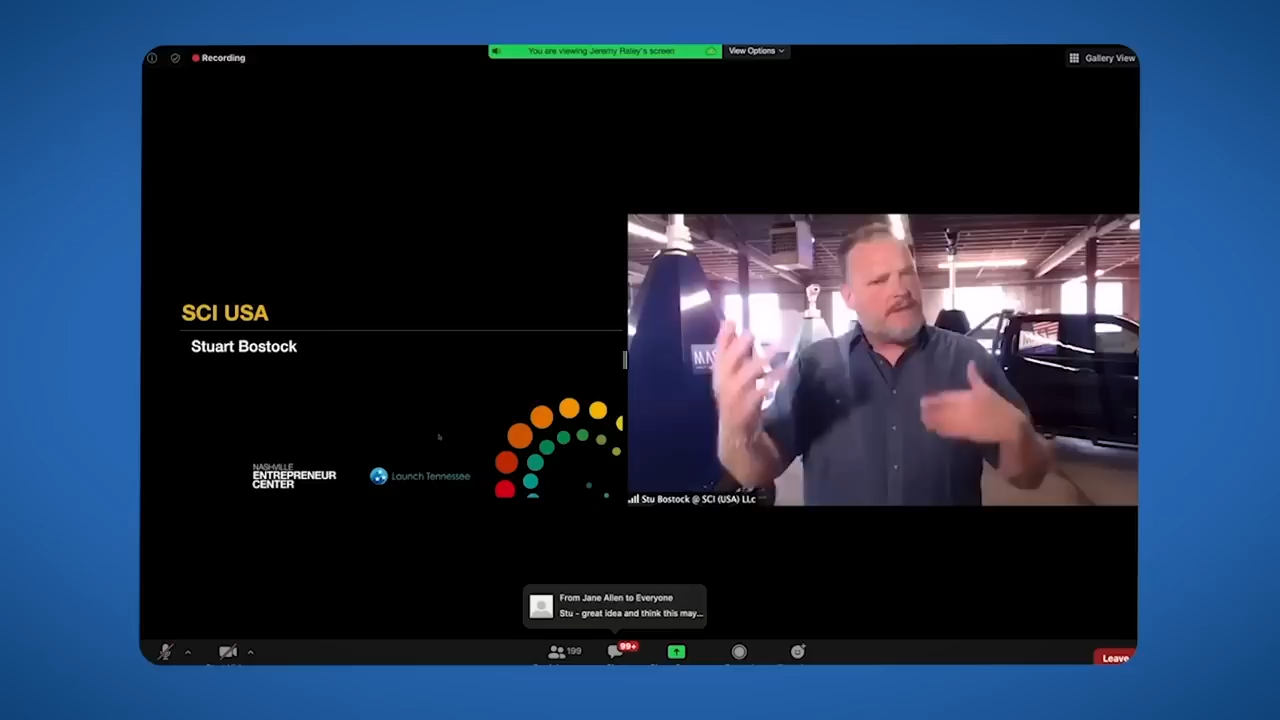 Recording
You are viewing Jeremy Raley's screen
View Options
Gallery View
SCI USA
Stuart Bostock
NASHVILLE
ENTREPRENEUR
CENTER
Launch Tennessee
Stu Bostock @ SCI (USA) LLc
From Jane Allen to Everyone
Stu - great idea and think this may...
199
99+
Leave